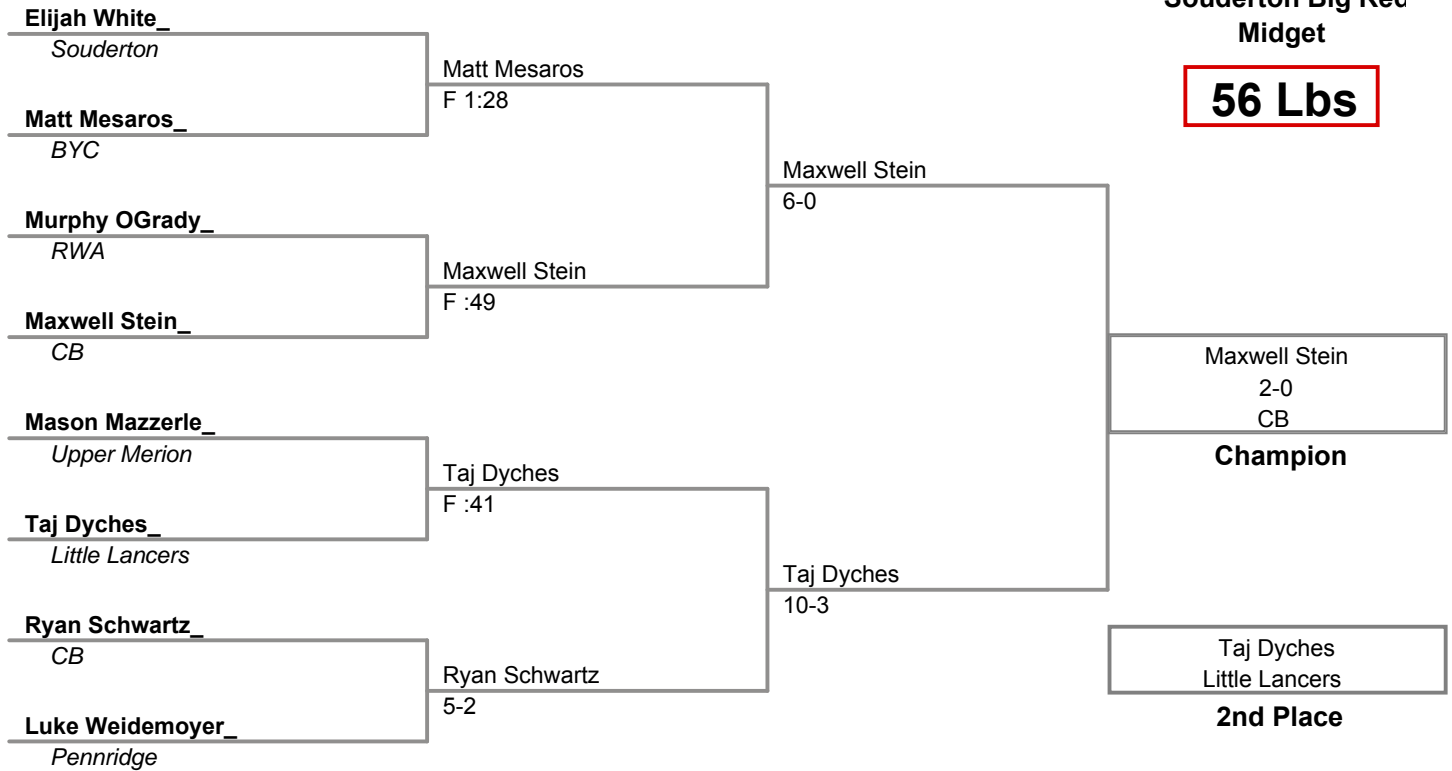 Souderton Big Red
Midget
56 Lbs
Elijah White_
Souderton
Matt Mesaros_
BYC
Murphy OGrady_
RWA
Maxwell Stein_
CB
Mason Mazzerle_
Upper Merion
Taj Dyches_
Little Lancers
Ryan Schwartz_
CB
Luke Weidemoyer_
Pennridge
Matt Mesaros
F 1:28
Maxwell Stein
F :49
Taj Dyches
F :41
Ryan Schwartz
5-2
Maxwell Stein
6-0
Taj Dyches
10-3
Maxwell Stein
2-0
CB
Champion
Taj Dyches
Little Lancers
2nd Place